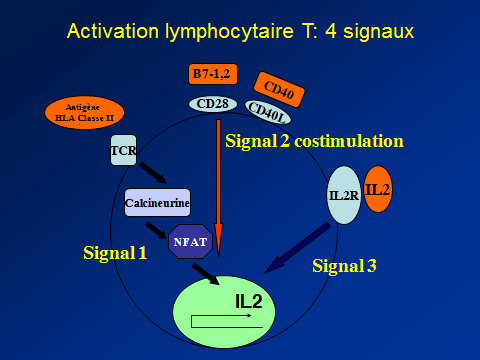 Activation lymphocytaire T: 4 signaux
B7-1,2
CD40
Antigène
HLA Classe II
CD28
CD40L
TCR
Signal 2 costimulation
Calcineurine
IL2R
IL2
NFAT
Signal 1
Signal 3
IL2